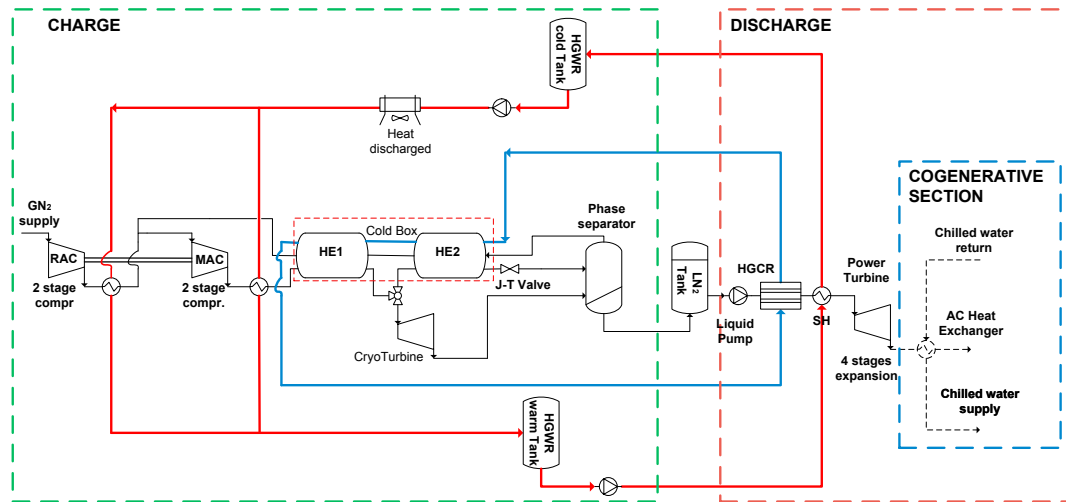 CHARGE
DISCHARGE
HGWR
cold Tank
Heat
discharged
COGENERATIVE
SECTION
GN2
supply
Cold Box
Phase
separator
Chilled water
return
RAC
MAC
HE1
HE2
LN2
Tank
HGCR
Power
Turbine
2 stage
compr
2 stage
compr.
J-T Valve
Liquid
Pump
SH
AC Heat
Exchanger
CryoTurbine
4 stages
expansion
Chilled water
supply
HGWR
warm Tank